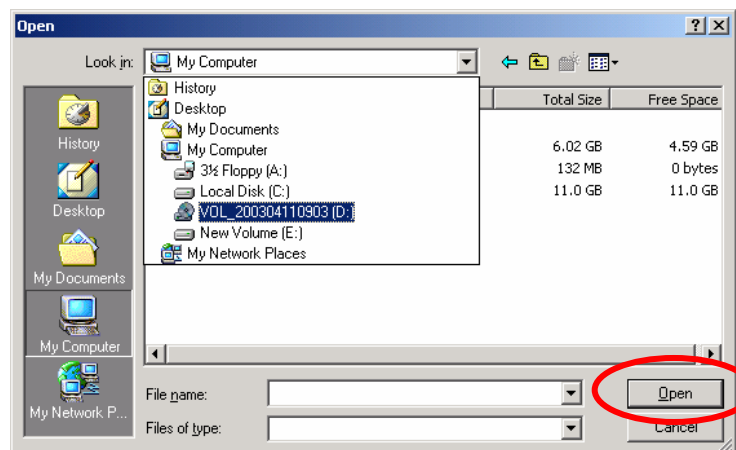 Open
Look in: My Computer
History
Desktop
My Documents
My Computer
3½ Floppy (A:)
Local Disk (C:)
VOL_200304110903 (D:
New Volume (E:)
My Network Places
Total Size Free Space
6.02 GB 4.59 GB
132 MB 0 bytes
11.0 GB 11.0 GB
History
Desktop
My Documents
My Computer
My Network P...
File name: Open
Files of type: Cancel